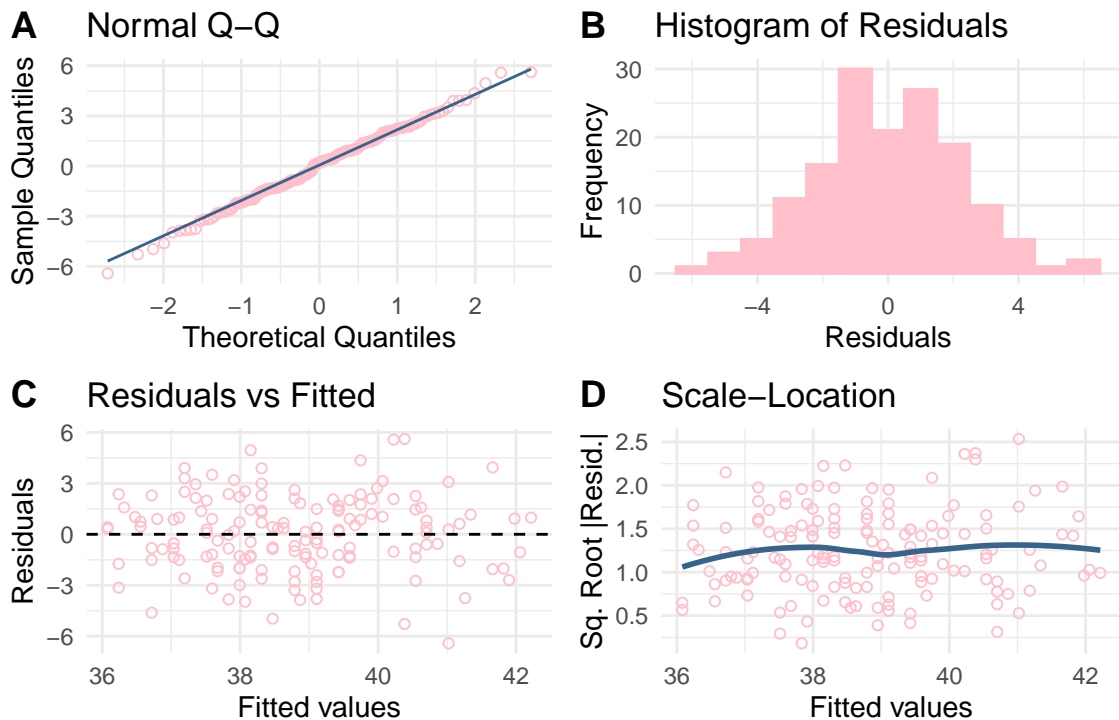 A Normal Q−Q
Sample Quantiles
6
3
0
−3
−6
−2 −1 0 1 2
Theoretical Quantiles
B Histogram of Residuals
Frequency
30
20
10
0
−4 0 4
Residuals
C Residuals vs Fitted
Residuals
6
3
0
−3
−6
36 38 40 42
Fitted values
D Scale−Location
Sq. Root |Resid.|
2.5
2.0
1.5
1.0
0.5
36 38 40 42
Fitted values